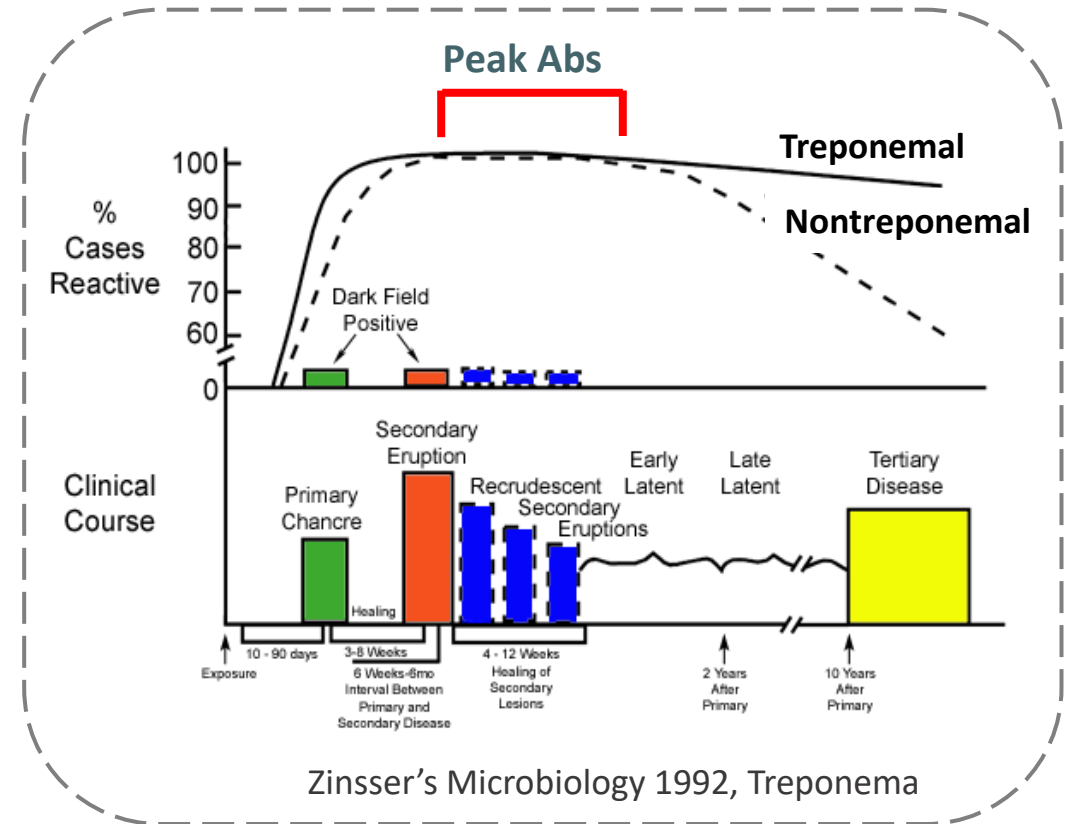 Peak Abs
Treponemal
Nontreponemal
%
Cases
Reactive
100
90
80
70
60
0
Dark Field
Positive
Clinical
Course
Primary
Chancre
Secondary
Eruption
Recrudescent
Secondary
Eruptions
Early
Latent
Late
Latent
Tertiary
Disease
Healing
Exposure
10 - 90 days
3-8 Weeks
6 Weeks-6mo
Interval Between
Primary and
Secondary Disease
4 - 12 Weeks
Healing of
Secondary
Lesions
2 Years
After
Primary
10 Years
After
Primary
Zinsser's Microbiology 1992, Treponema